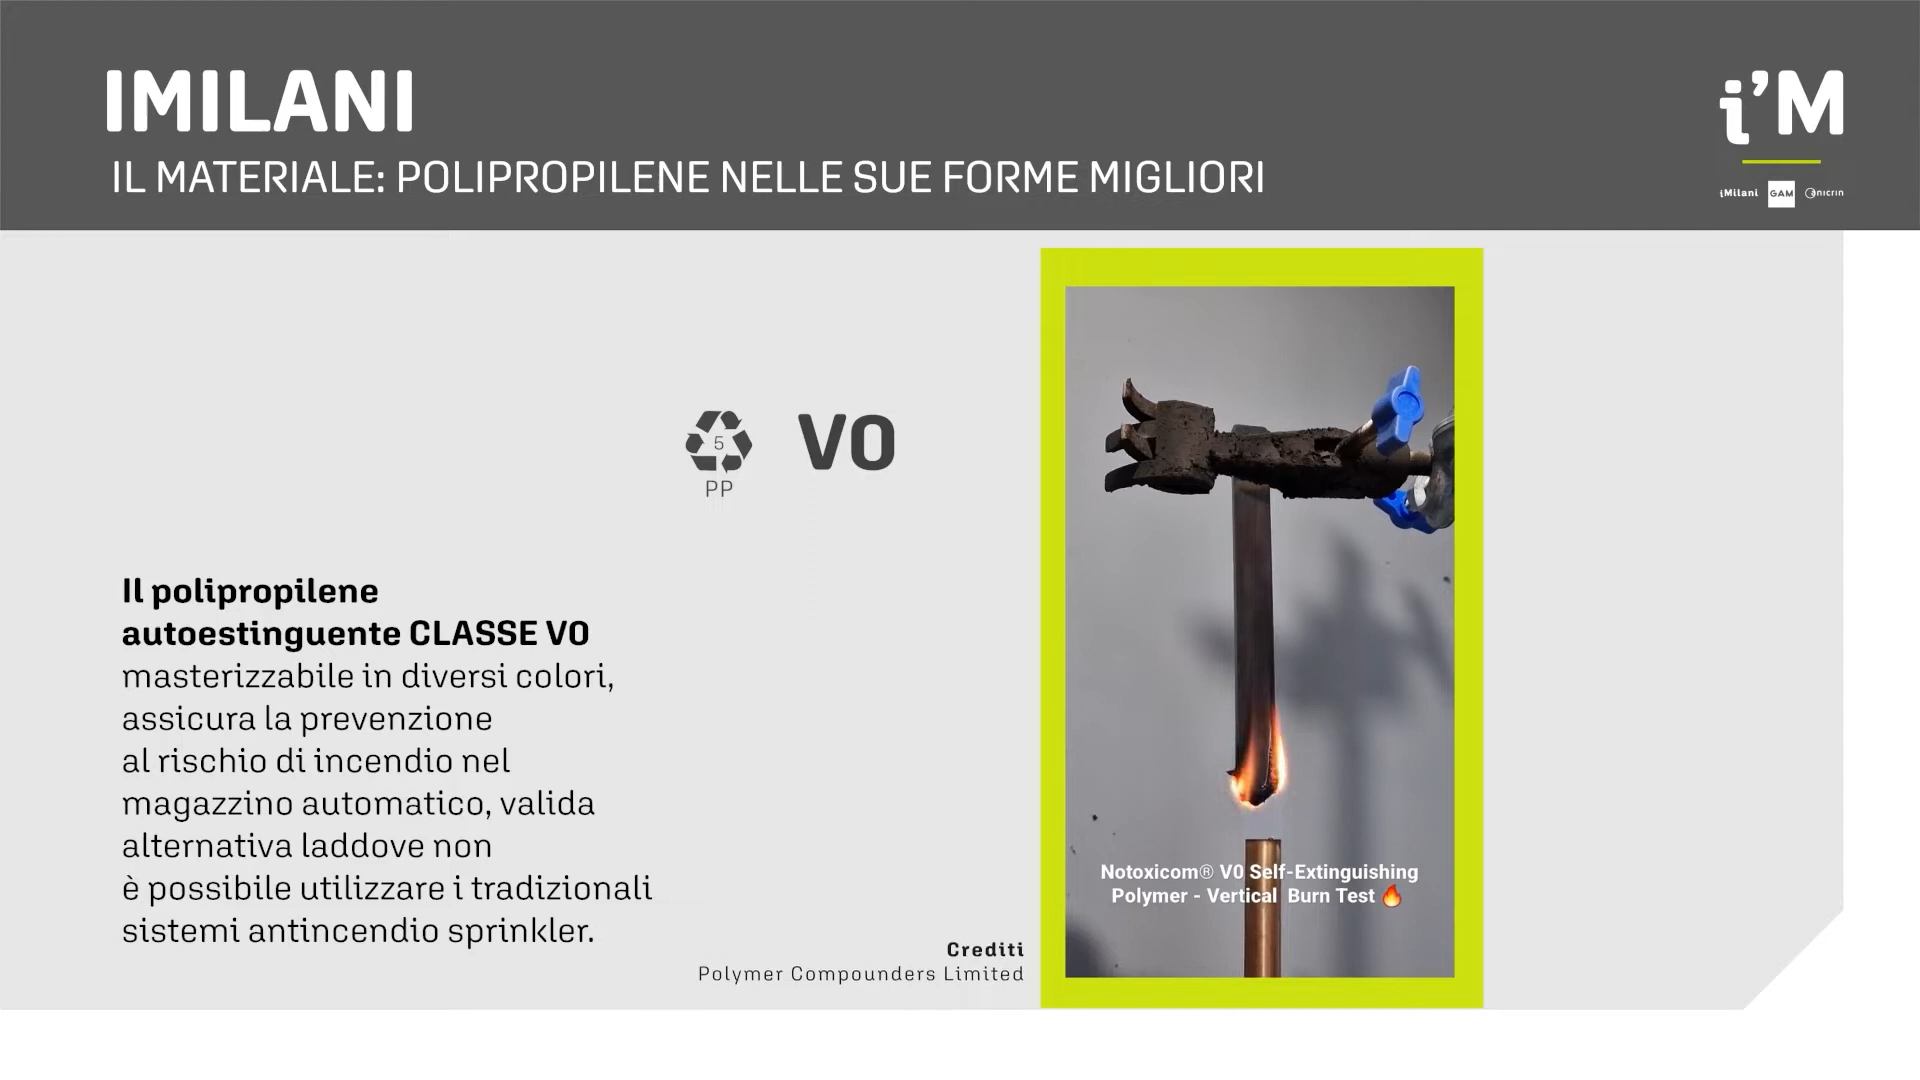 IMILANI
IL MATERIALE: POLIPROPILENE NELLE SUE FORME MIGLIORI
i'M
iMilani GAM Onicrin
5
PP
V0
Il polipropilene
autoestinguente CLASSE V0
masterizzabile in diversi colori,
assicura la prevenzione
al rischio di incendio nel
magazzino automatico, valida
alternativa laddove non
è possibile utilizzare i tradizionali
sistemi antincendio sprinkler.
Crediti
Polymer Compounders Limited
Notoxicom® V0 Self-Extinguishing
Polymer - Vertical Burn Test 🔥